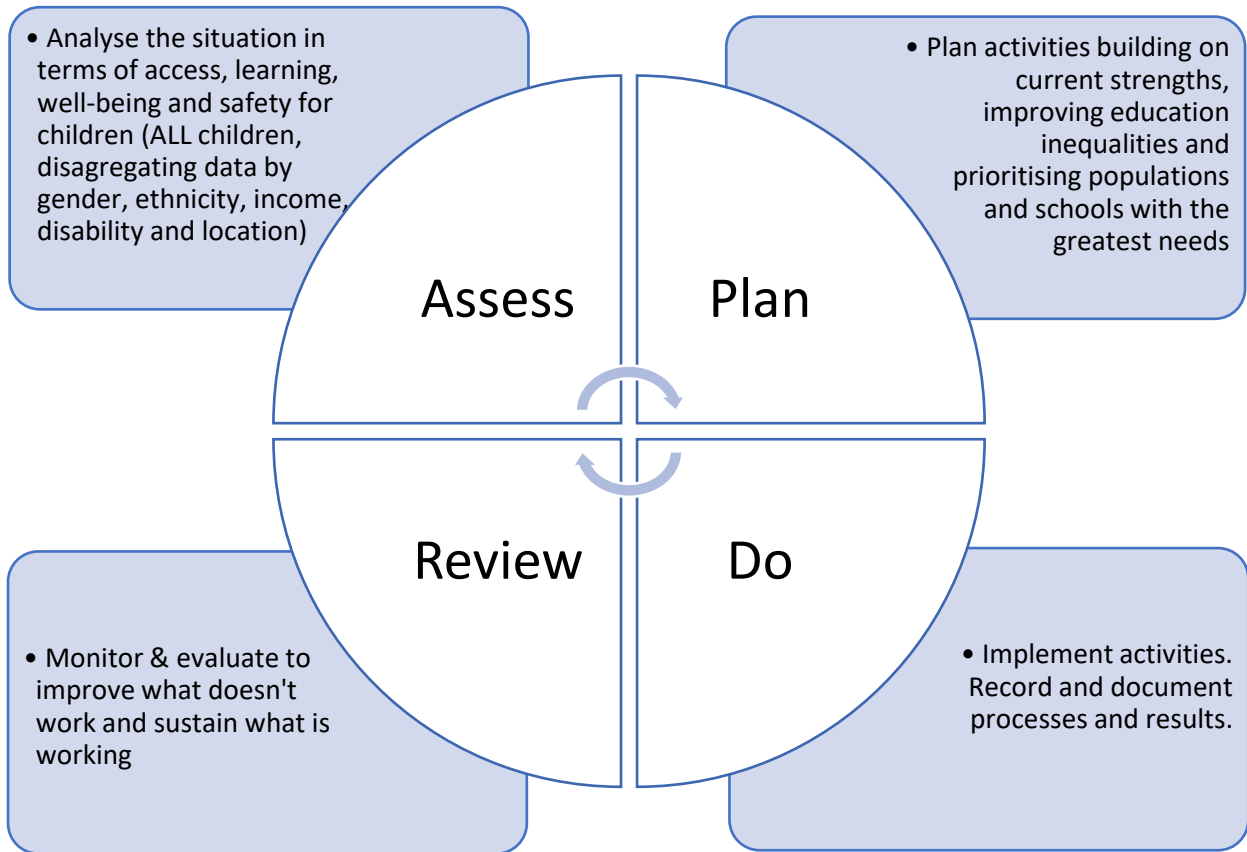 • Analyse the situation in
terms of access, learning,
well-being and safety for
children (ALL children,
disagregating data by
gender, ethnicity, income,
disability and location)
• Plan activities building on
current strengths,
improving education
inequalities and
prioritising populations
and schools with the
greatest needs
Assess
Plan
Review
Do
• Monitor & evaluate to
improve what doesn't
work and sustain what is
working
• Implement activities.
Record and document
processes and results.